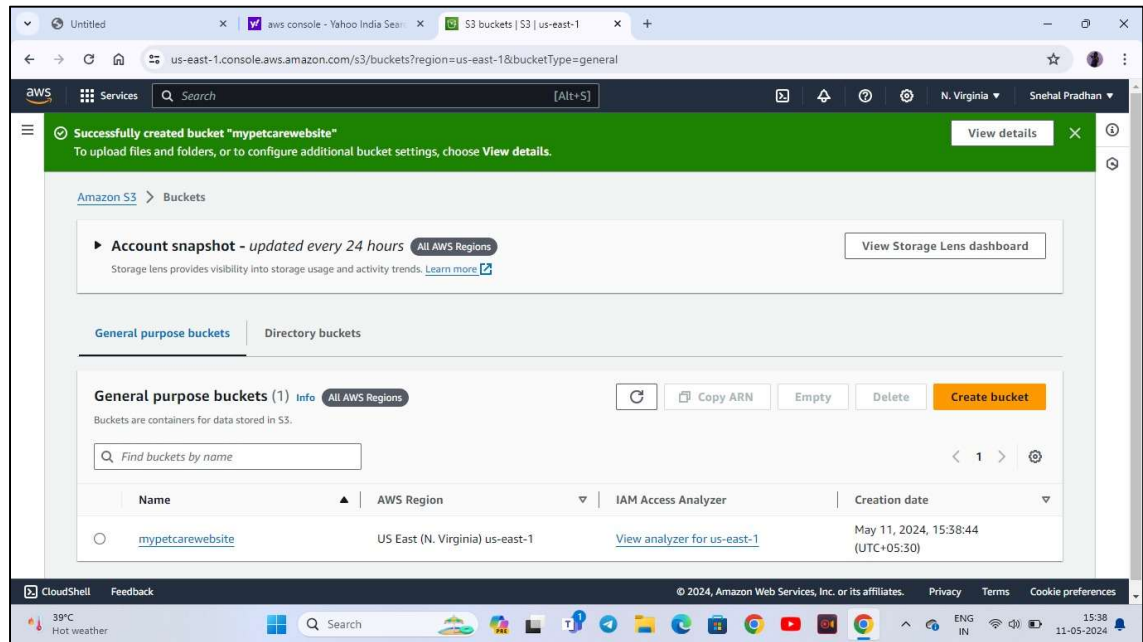 Untitled
aws console - Yahoo India Sear
S3 buckets | S3 | us-east-1
us-east-1.console.aws.amazon.com/s3/buckets?region=us-east-1&bucketType=general
aws
Services
Search
[Alt+S]
N. Virginia
Snehal Pradhan
Successfully created bucket "mypetcarewebsite"
To upload files and folders, or to configure additional bucket settings, choose View details.
View details
Amazon S3 > Buckets
Account snapshot - updated every 24 hours All AWS Regions
Storage lens provides visibility into storage usage and activity trends. Learn more
View Storage Lens dashboard
General purpose buckets
Directory buckets
General purpose buckets (1) Info All AWS Regions
Buckets are containers for data stored in S3.
Copy ARN
Empty
Delete
Create bucket
Find buckets by name
1
Name
AWS Region
IAM Access Analyzer
Creation date
mypetcarewebsite
US East (N. Virginia) us-east-1
View analyzer for us-east-1
May 11, 2024, 15:38:44
(UTC+05:30)
CloudShell
Feedback
© 2024, Amazon Web Services, Inc. or its affiliates.
Privacy
Terms
Cookie preferences
39°C
Hot weather
Search
ENG
IN
15:38
11-05-2024